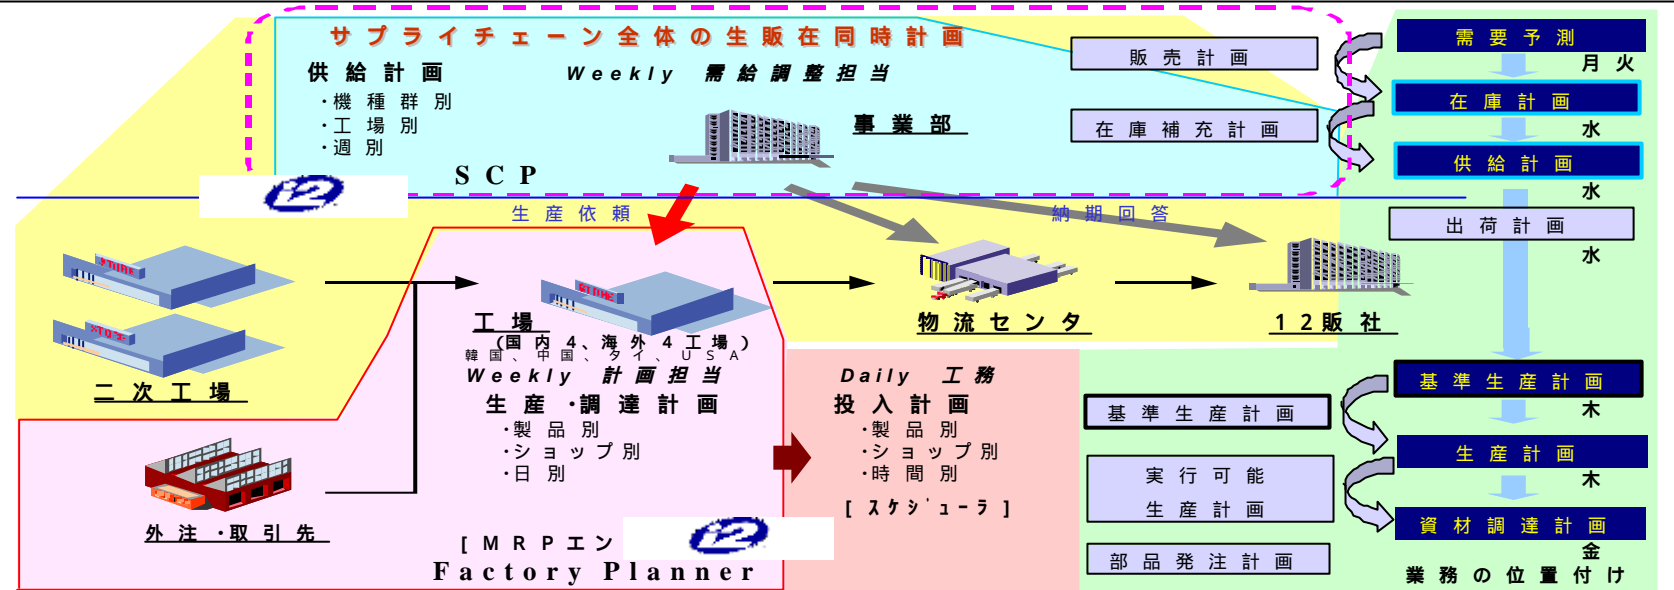 サプライチェーン全体の生販在同時計画
供給計画
Weekly 需給調整担当
・機種群別
・工場別
・週別
事業部
SCP
i2
販売計画
在庫補充計画
需要予測
月火
在庫計画
水
供給計画
水
出荷計画
水
生産依頼
納期回答
STORE
二次工場
工場
(国内4、海外4工場)
韓国、中国、タイ、USA
物流センタ
12販社
Weekly 計画担当
生産・調達計画
・製品別
・ショップ別
・日別
外注・取引先
[MRPエン
i2
Factory Planner
Daily 工務
投入計画
・製品別
・ショップ別
・時間別
[スケジューラ]
基準生産計画
実行可能
生産計画
部品発注計画
基準生産計画
木
生産計画
木
資材調達計画
金
業務の位置付け